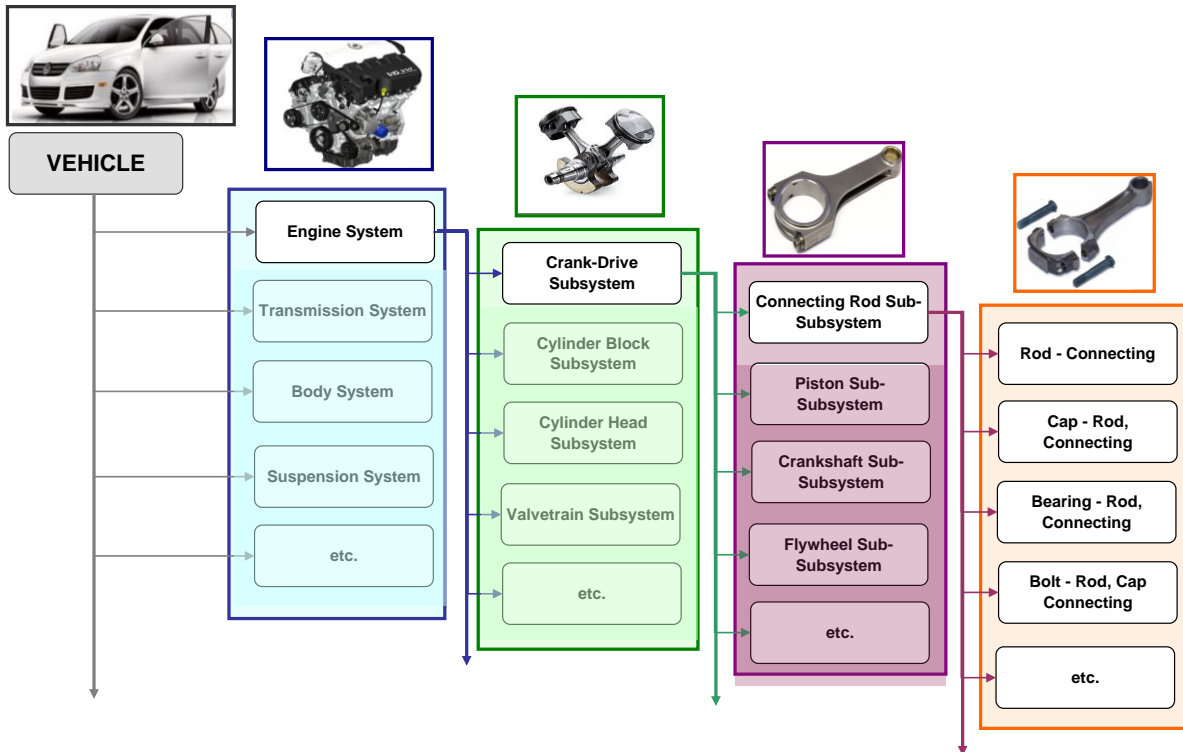 VEHICLE
Engine System
Transmission System
Body System
Suspension System
etc.
Crank-Drive
Subsystem
Cylinder Block
Subsystem
Cylinder Head
Subsystem
Valvetrain Subsystem
etc.
Connecting Rod Sub-
Subsystem
Piston Sub-
Subsystem
Crankshaft Sub-
Subsystem
Flywheel Sub-
Subsystem
etc.
Rod - Connecting
Cap - Rod,
Connecting
Bearing - Rod,
Connecting
Bolt - Rod, Cap
Connecting
etc.